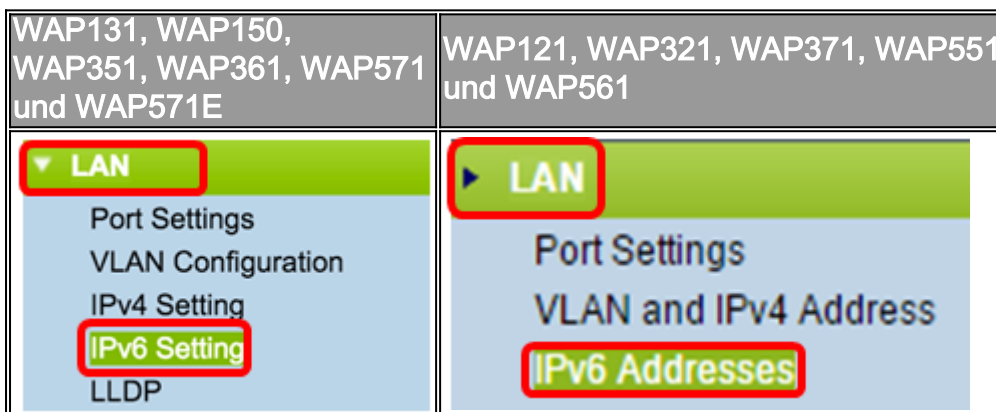 WAP131, WAP150,
WAP351, WAP361, WAP571
und WAP571E
WAP121, WAP321, WAP371, WAP551
und WAP561
LAN
Port Settings
VLAN Configuration
IPv4 Setting
IPv6 Setting
LLDP
LAN
Port Settings
VLAN and IPv4 Address
IPv6 Addresses